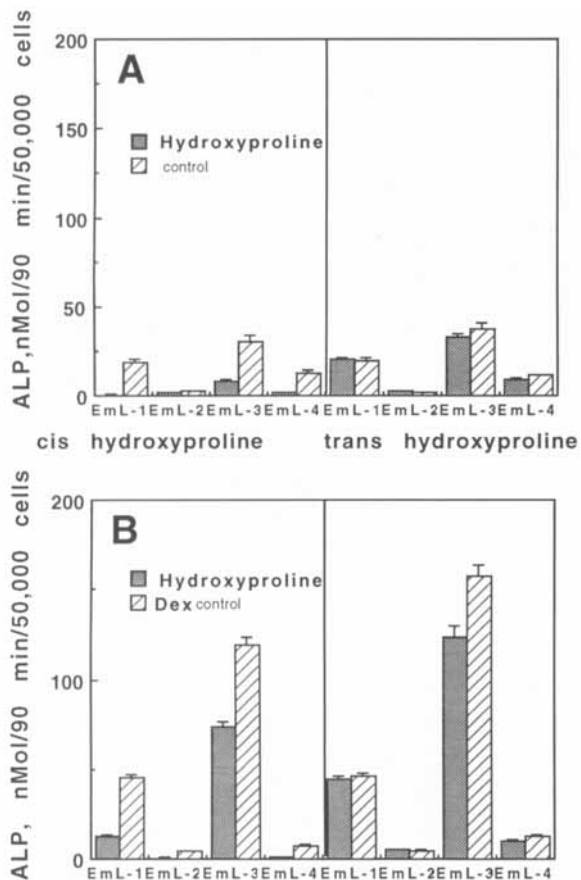 ALP,nMol/90 min/50,000 cells
200
150
100
50
0
A
Hydroxyproline
control
EmL-1 EmL-2 EmL-3 EmL-4 EmL-1 EmL-2 EmL-3 EmL-4
cis hydroxyproline trans hydroxyproline
ALP, nMol/90 min/50,000 cells
200
100
0
B
Hydroxyproline
Dex control
EmL-1 EmL-2 EmL-3 EmL-4 EmL-1 EmL-2 EmL-3 EmL-4